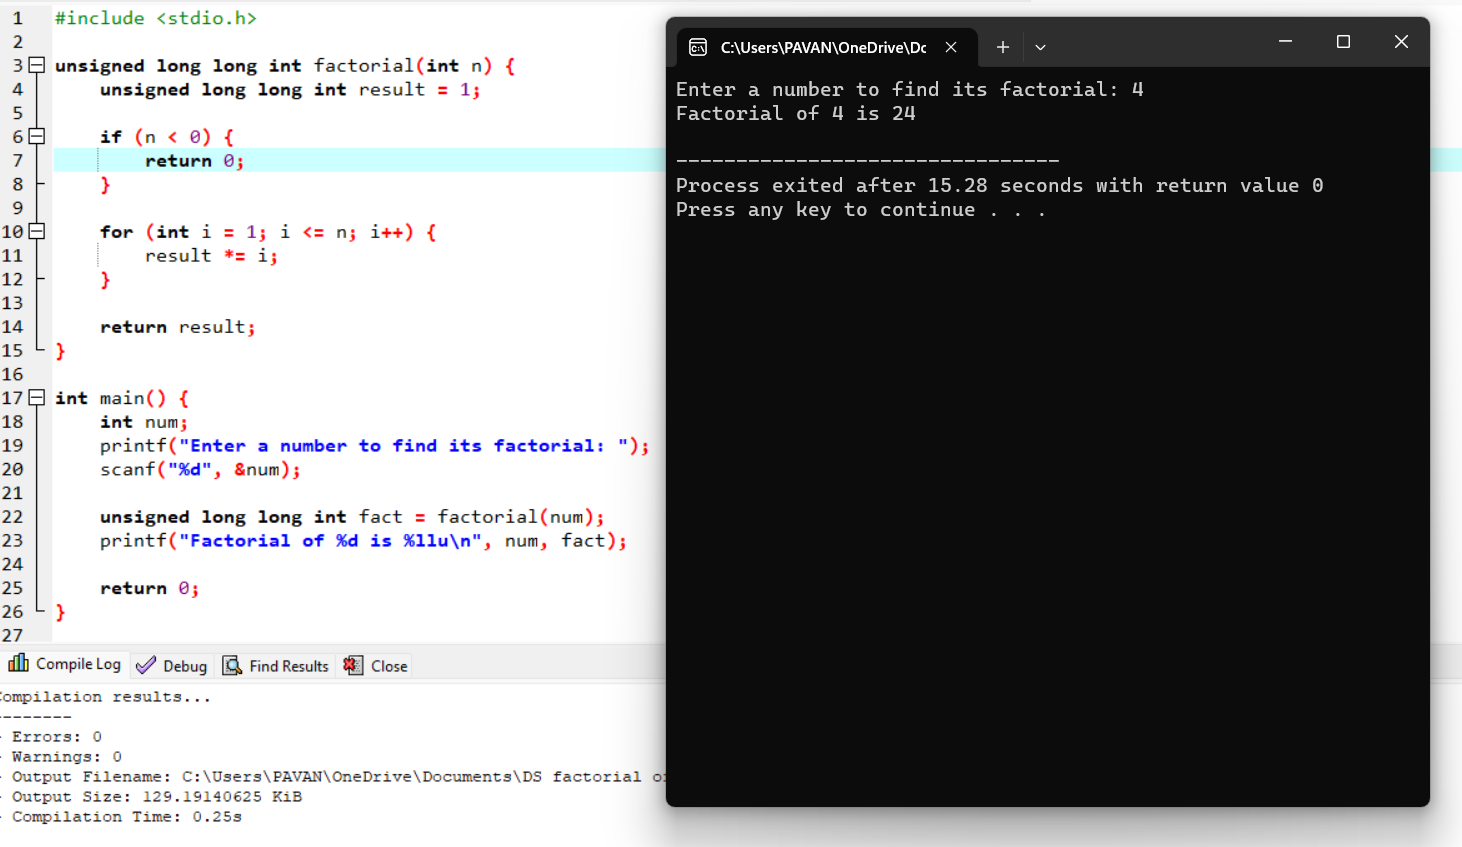 1 #include <stdio.h>
2
3 unsigned long long int factorial(int n) {
4 unsigned long long int result = 1;
5
6 if (n < 0) {
7 return 0;
8 }
9
10 for (int i = 1; i <= n; i++) {
11 result *= i;
12 }
13
14 return result;
15 }
16
17 int main() {
18 int num;
19 printf("Enter a number to find its factorial: ");
20 scanf("%d", &num);
21
22 unsigned long long int fact = factorial(num);
23 printf("Factorial of %d is %llu\n", num, fact);
24
25 return 0;
26 }
27
C:\Users\PAVAN\OneDrive\Dc
Enter a number to find its factorial: 4
Factorial of 4 is 24
--------------------------------
Process exited after 15.28 seconds with return value 0
Press any key to continue . . .
Compile Log Debug Find Results Close
Compilation results...
--------
- Errors: 0
- Warnings: 0
- Output Filename: C:\Users\PAVAN\OneDrive\Documents\DS factorial
- Output Size: 129.19140625 KiB
- Compilation Time: 0.25s